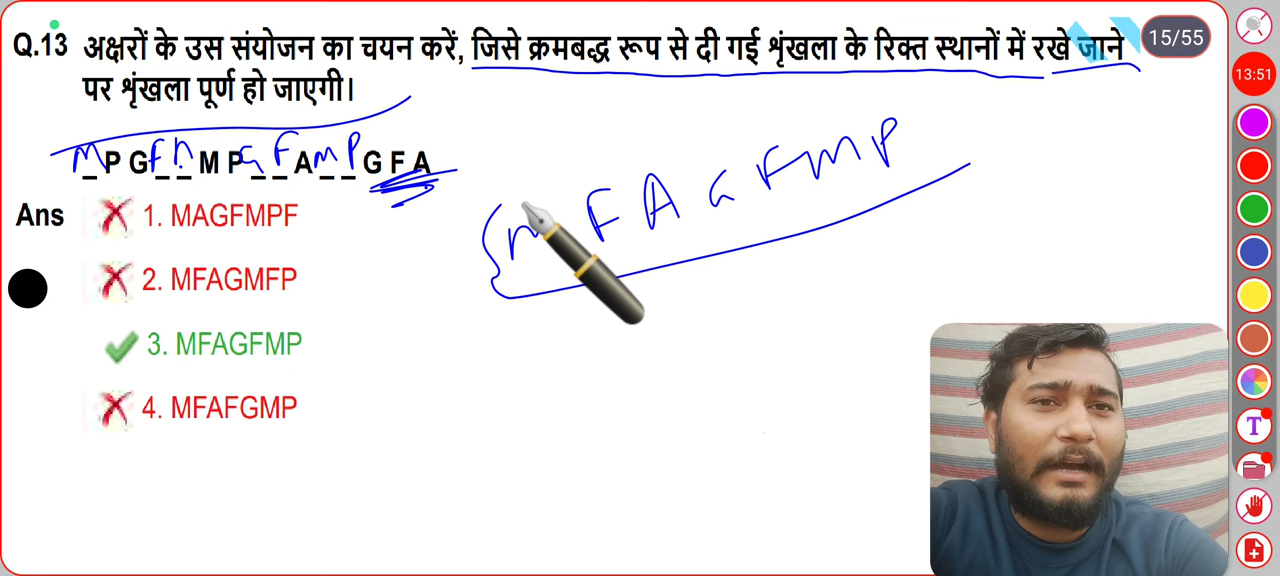 Q.13 अक्षरों के उस संयोजन का चयन करें, जिसे क्रमबद्ध रूप से दी गई श्रृंखला के रिक्त स्थानों में रखे जाने
पर श्रृंखला पूर्ण हो जाएगी।
M P G F A M P G F A M P G F A
Ans
1. MAGFMPF
2. MFAGMFP
3. MFAGFMP
4. MFAFGMP
M F A G F M P
15/55
13:51
T